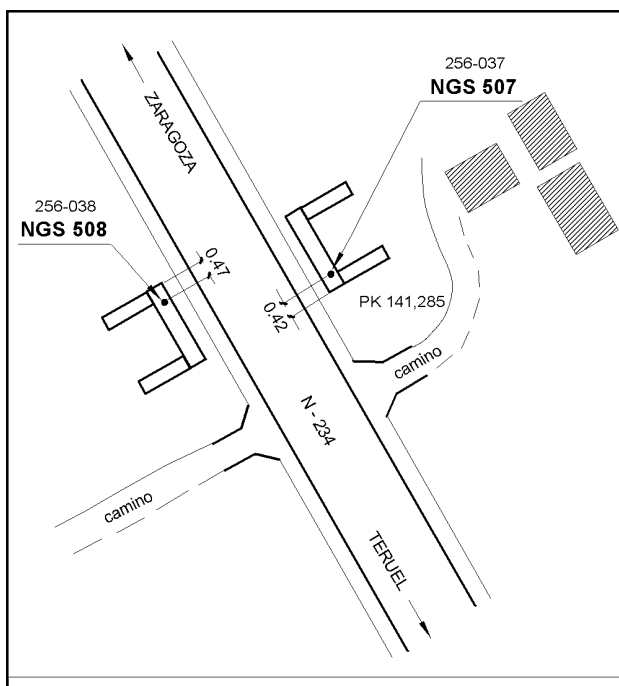 256-037
NGS 507
ZARAGOZA
256-038
NGS 508
0.47
0.42
PK 141,285
camino
N - 234
camino
TERUEL